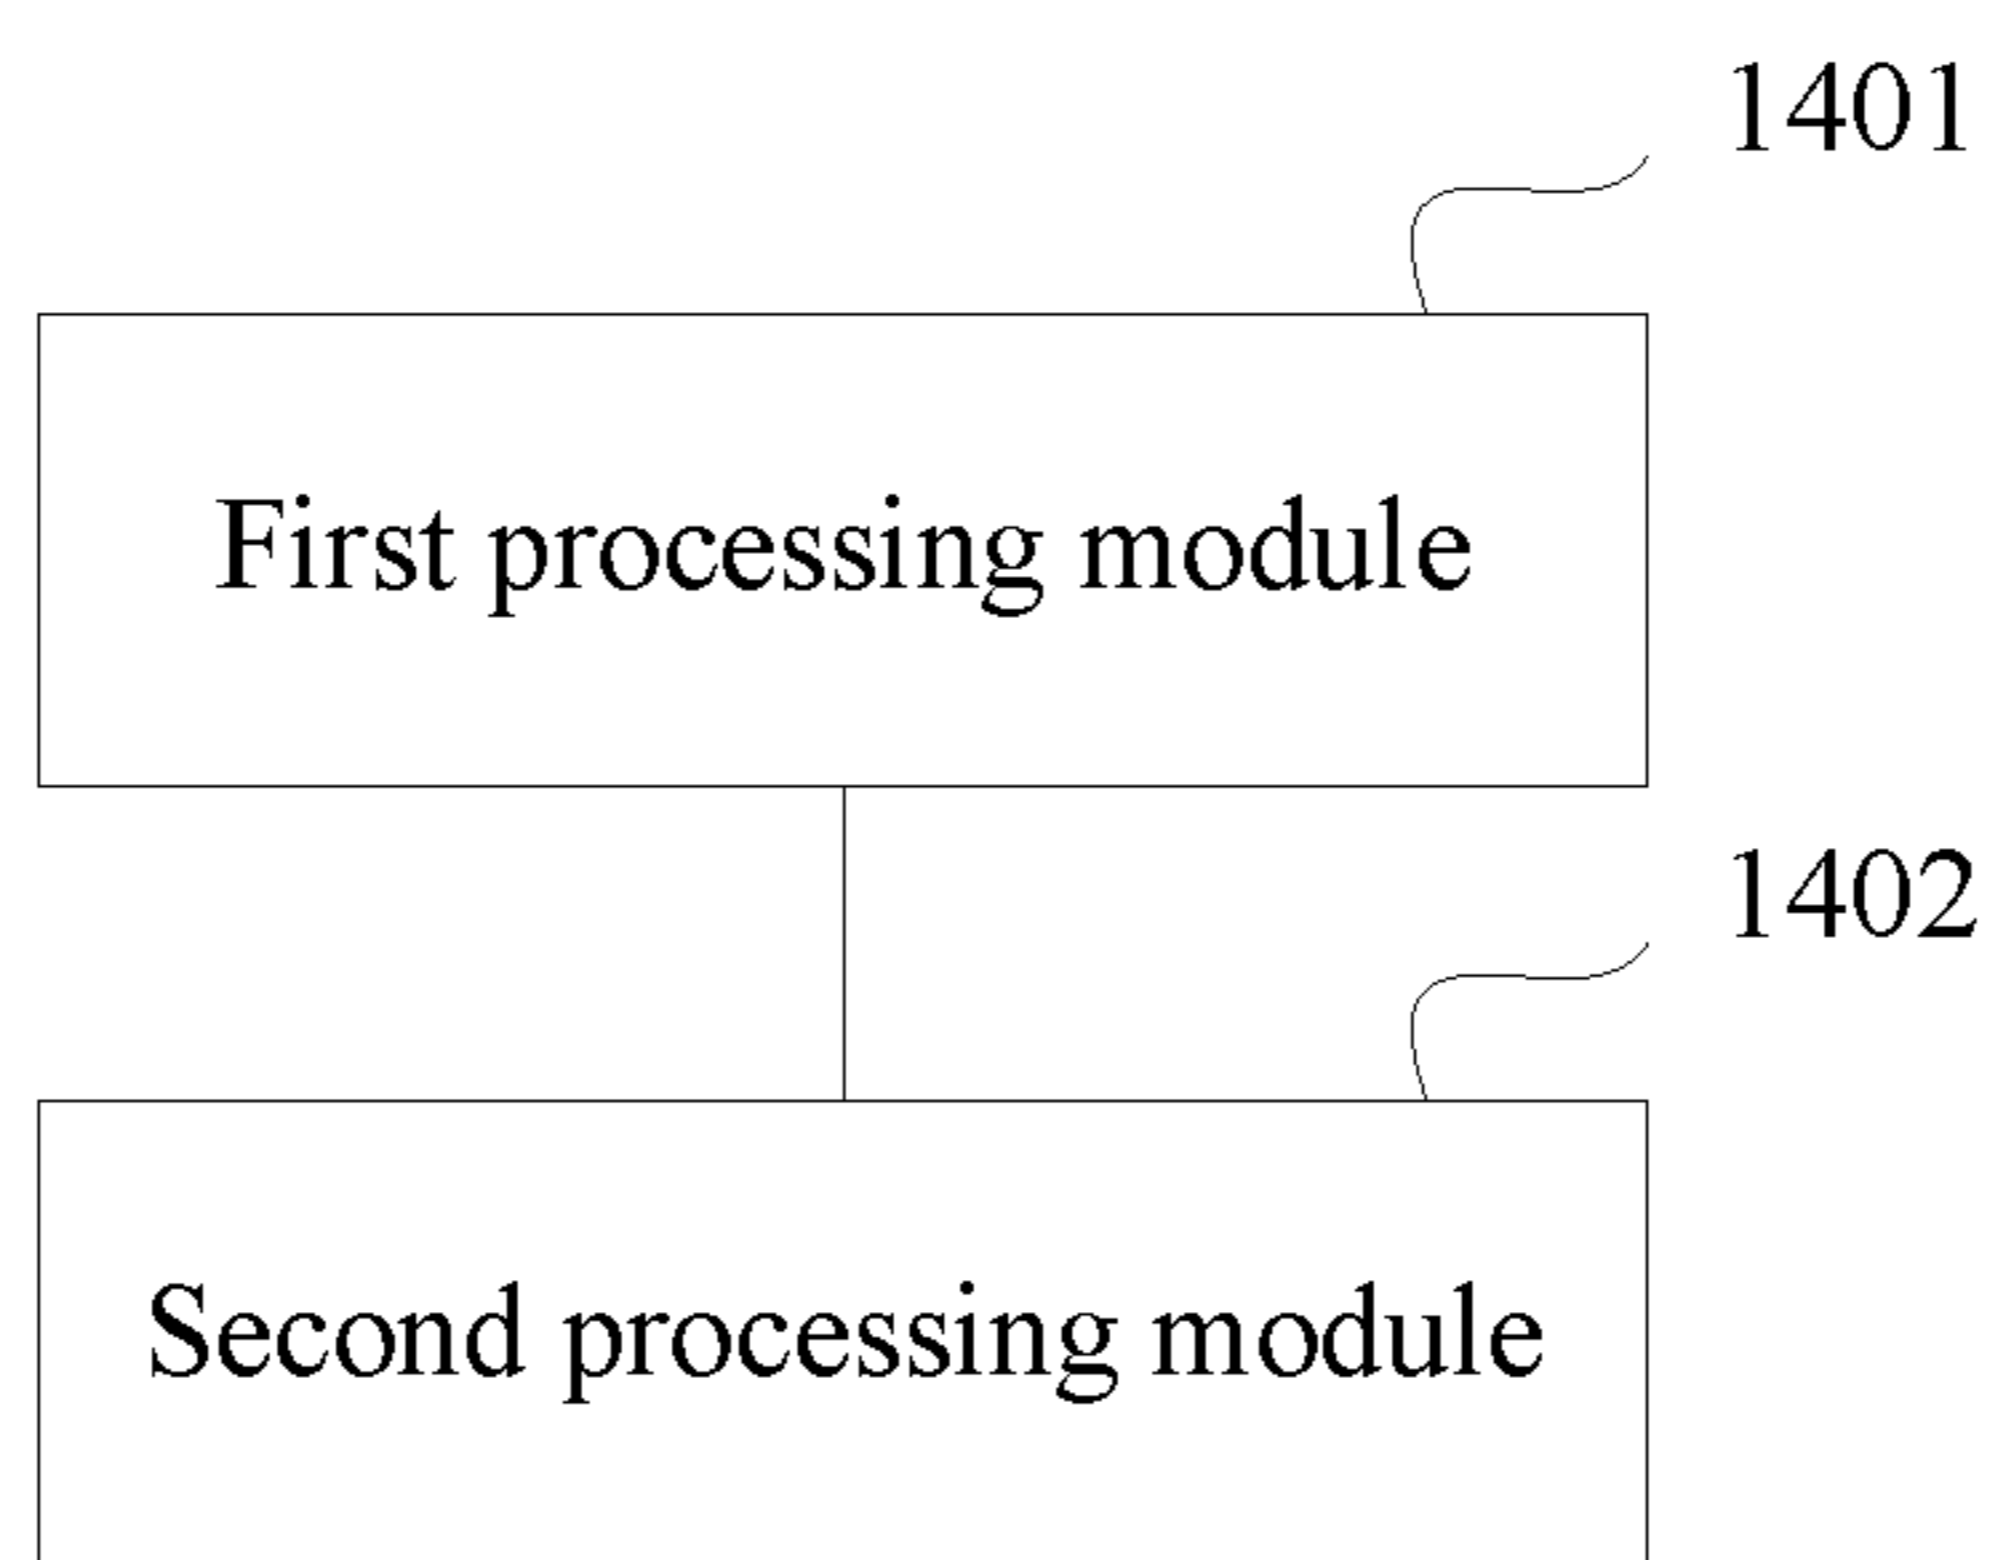 1401
First processing module
1402
Second processing module